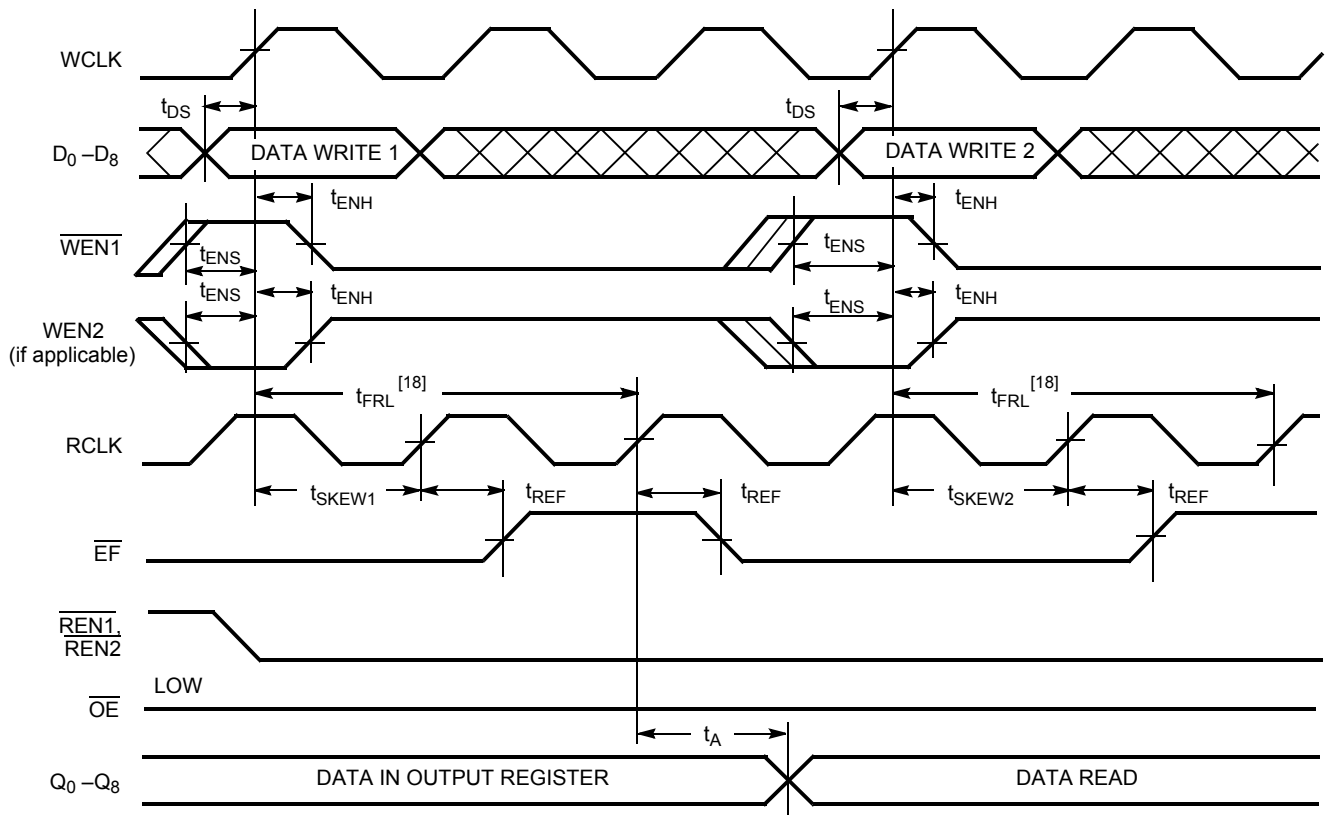 WCLK
tDS tDS
D0 –D8 DATA WRITE 1 DATA WRITE 2
tENH tENH
WEN1
tENS tENS
tENS tENH tENS tENH
WEN2
(if applicable)
tFRL [18] tFRL [18]
RCLK
tSKEW1 tREF tREF tSKEW2 tREF
EF
REN1,
REN2
LOW
OE
tA
Q0 –Q8 DATA IN OUTPUT REGISTER DATA READ